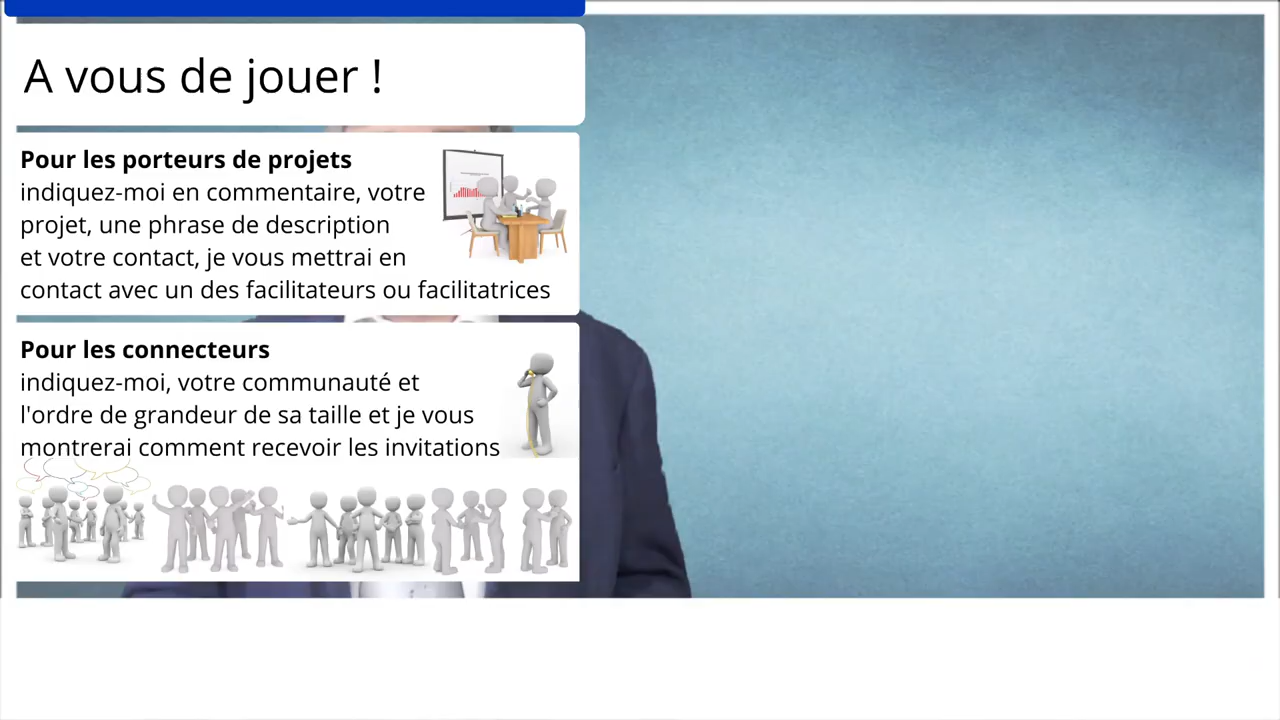 A vous de jouer !
Pour les porteurs de projets
indiquez-moi en commentaire, votre
projet, une phrase de description
et votre contact, je vous mettrai en
contact avec un des facilitateurs ou facilitatrices
Pour les connecteurs
indiquez-moi, votre communauté et
l'ordre de grandeur de sa taille et je vous
montrerai comment recevoir les invitations